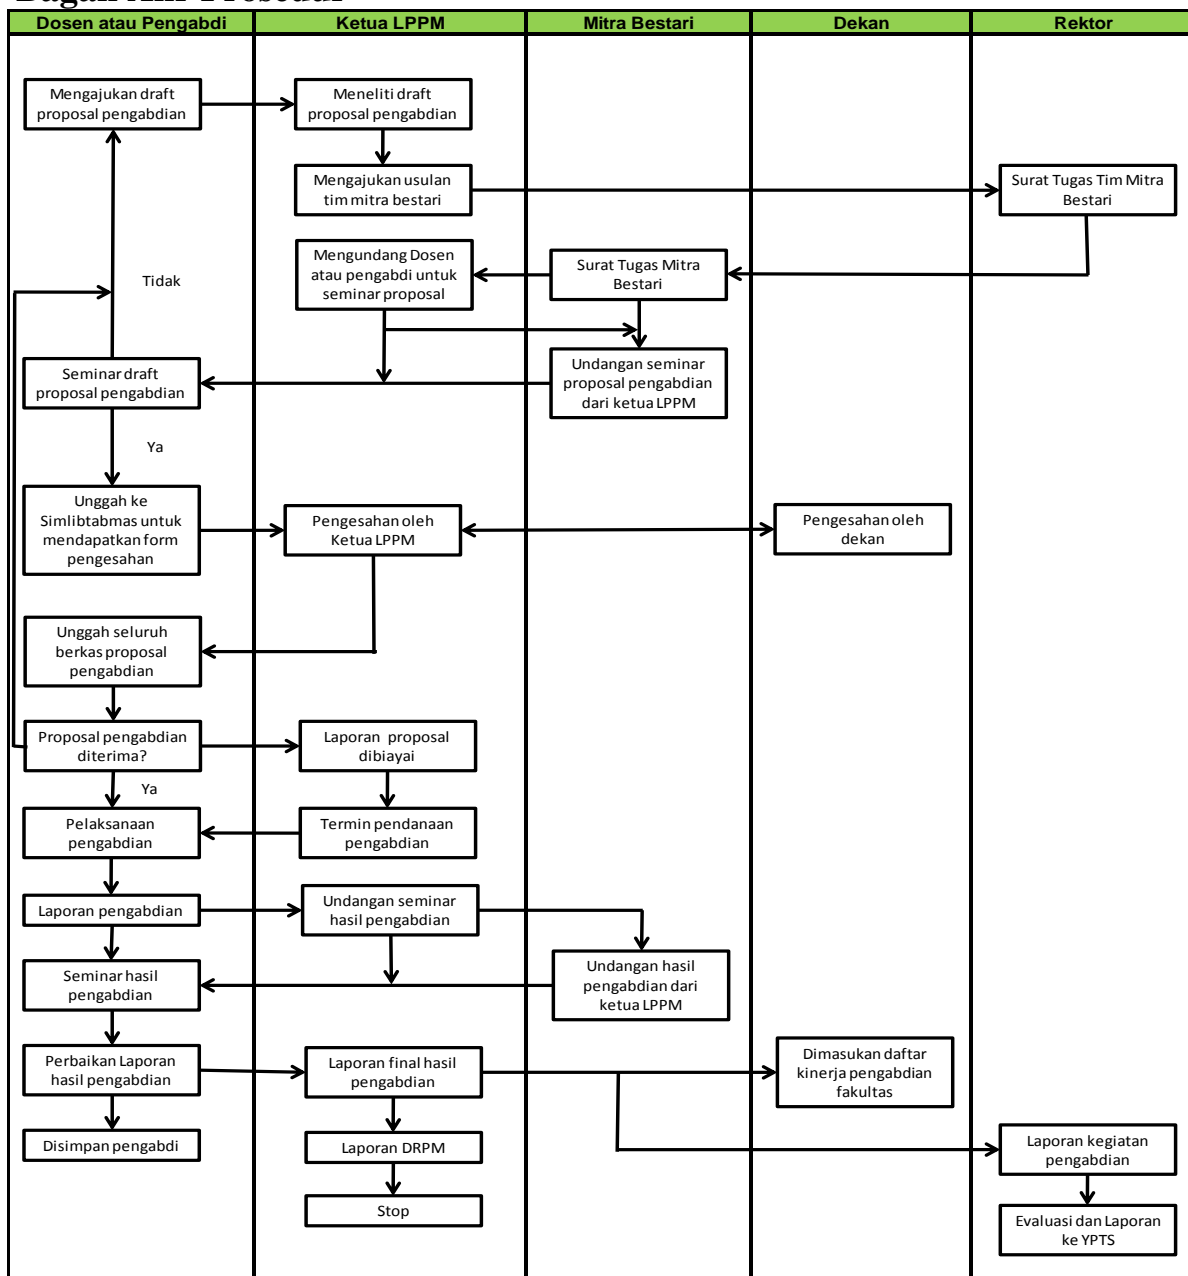 Bagan Alir Prosedur
Dosen atau Pengabdi
Ketua LPPM
Mitra Bestari
Dekan
Rektor
Mengajukan draft
proposal pengabdian
Meneliti draft
proposal pengabdian
Mengajukan usulan
tim mitra bestari
Surat Tugas Tim Mitra
Bestari
Mengundang Dosen
atau pengabdi untuk
seminar proposal
Surat Tugas Mitra
Bestari
Tidak
Seminar draft
proposal pengabdian
Undangan seminar
proposal pengabdian
dari ketua LPPM
Ya
Unggah ke
Simlibtabmas untuk
mendapatkan form
pengesahan
Pengesahan oleh
Ketua LPPM
Pengesahan oleh
dekan
Unggah seluruh
berkas proposal
pengabdian
Proposal pengabdian
diterima?
Laporan proposal
dibiayai
Ya
Pelaksanaan
pengabdian
Termin pendanaan
pengabdian
Laporan pengabdian
Undangan seminar
hasil pengabdian
Seminar hasil
pengabdian
Undangan hasil
pengabdian dari
ketua LPPM
Perbaikan Laporan
hasil pengabdian
Laporan final hasil
pengabdian
Dimasukan daftar
kinerja pengabdian
fakultas
Disimpan pengabdi
Laporan DRPM
Laporan kegiatan
pengabdian
Stop
Evaluasi dan Laporan
ke YPTS